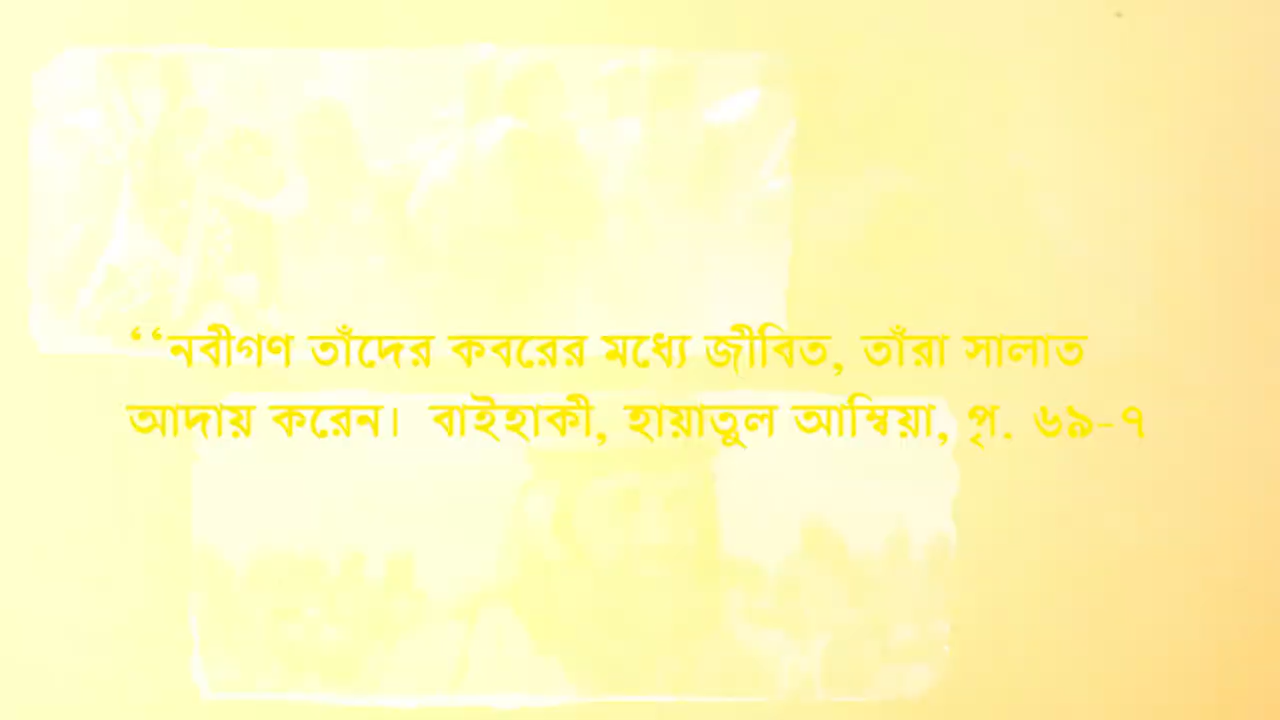 ‘‘নবীগণ তাঁদের কবরের মধ্যে জীবিত, তাঁরা সালাত
আদায় করেন। বাইহাকী, হায়াতুল আম্বিয়া, পৃ. ৬৯-৭